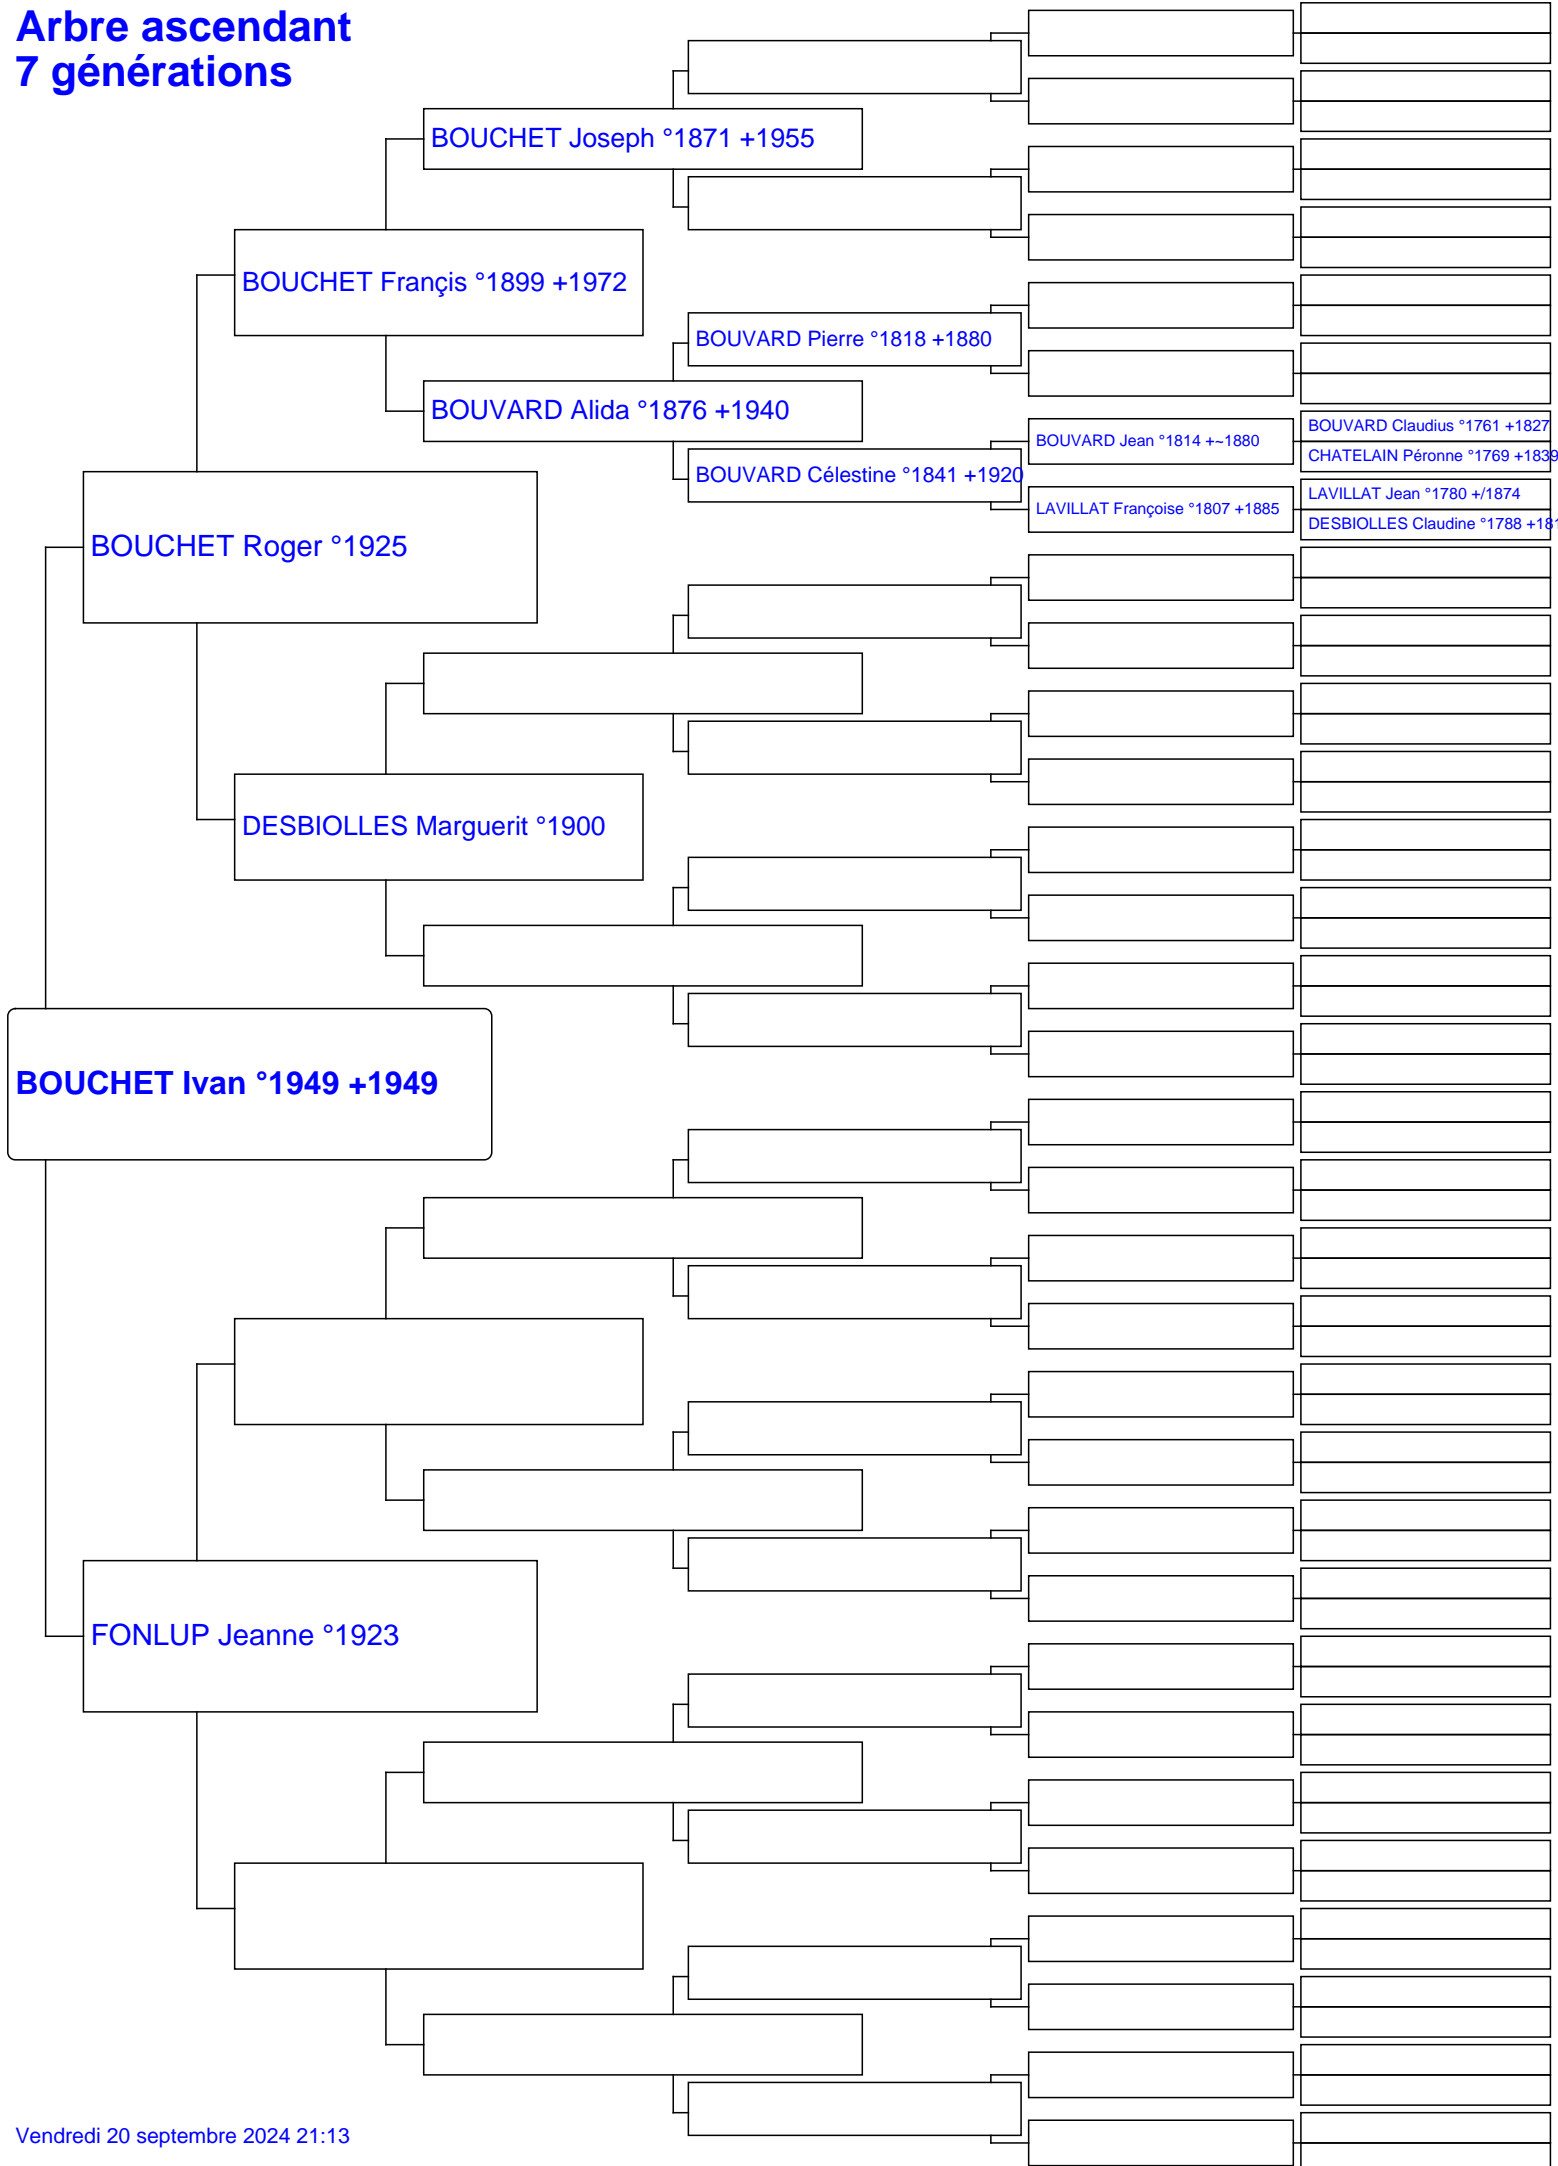 Arbre ascendant
7 générations
BOUCHET Joseph °1871 +1955
BOUCHET Françis °1899 +1972
BOUVARD Pierre °1818 +1880
BOUVARD Alida °1876 +1940
BOUVARD Claudius °1761 +1827
BOUVARD Jean °1814 +~1880
CHATELAIN Péronne °1769 +1839
BOUVARD Célestine °1841 +1920
LAVILLAT Jean °1780 +/1874
LAVILLAT Françoise °1807 +1885
DESBIOLLES Claudine °1788
BOUCHET Roger °1925
DESBIOLLES Marguerit °1900
BOUCHET Ivan °1949 +1949
FONLUP Jeanne °1923
Vendredi 20 septembre 2024 21:13